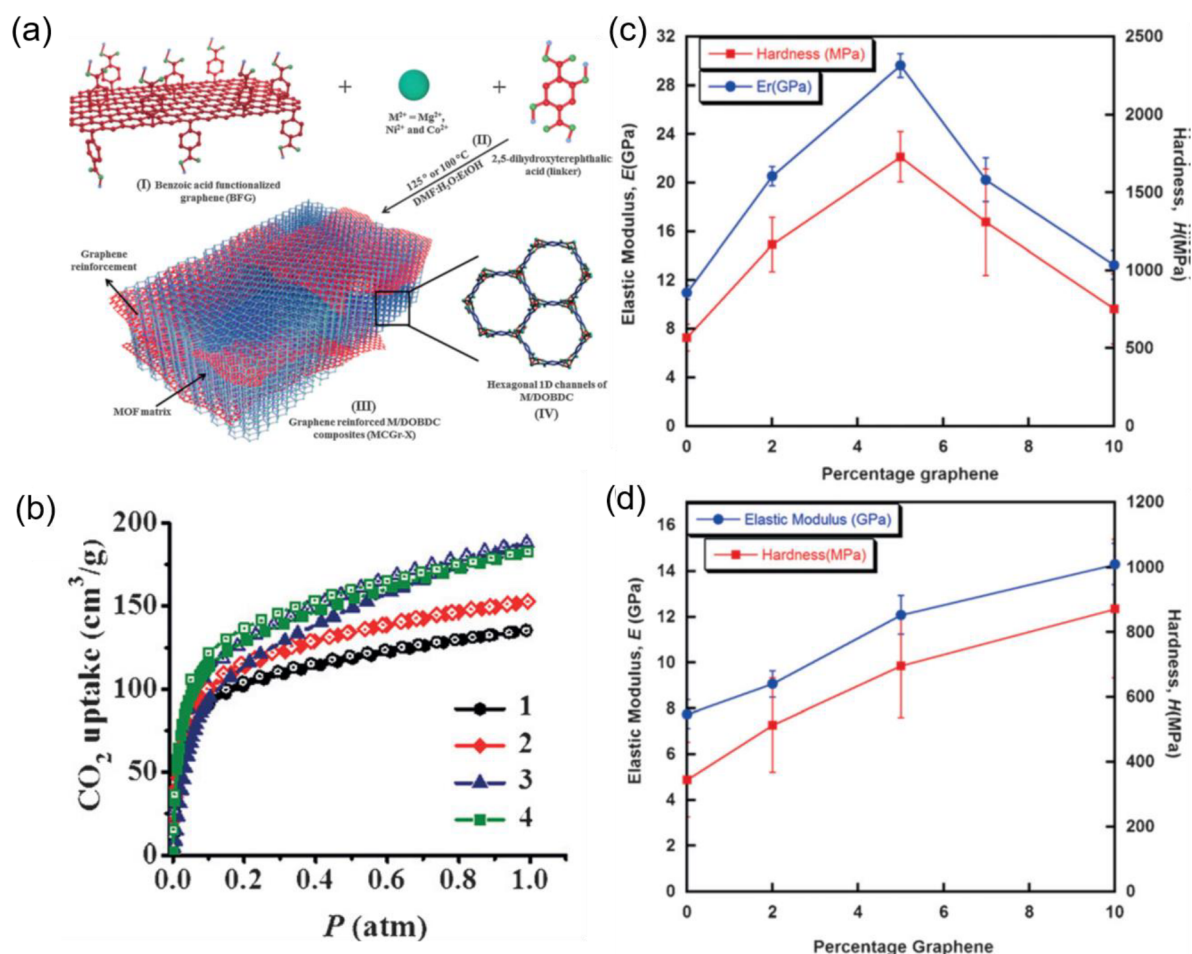 (a)
+
+
M²⁺ = Mg²⁺,
Ni²⁺ and Co²⁺
(II)
2,5-dihydroxyterephthalic
acid (linker)
(I) Benzoic acid functionalized
graphene (BFG)
125 ° or 100 °C
DMF:H₂O:EtOH
Graphene
reinforcement
MOF matrix
(III)
Graphene reinforced M/DOBDC
composites (MCGr-X)
Hexagonal 1D channels of
M/DOBDC
(IV)
(b)
CO₂ uptake (cm³/g)
200
150
100
50
0
0.0 0.2 0.4 0.6 0.8 1.0
P (atm)
1
2
3
4
(c)
Hardness (MPa)
Er(GPa)
Elastic Modulus, E(GPa)
32
28
24
20
16
12
8
4
0
0 2 4 6 8 10
Percentage graphene
2500
2000
1500
1000
500
0
Hardness, H(MPa)
(d)
Elastic Modulus (GPa)
Hardness(MPa)
Elastic Modulus, E (GPa)
16
14
12
10
8
6
4
2
0
0 2 4 6 8 10
Percentage Graphene
1200
1000
800
600
400
200
0
Hardness, H(MPa)